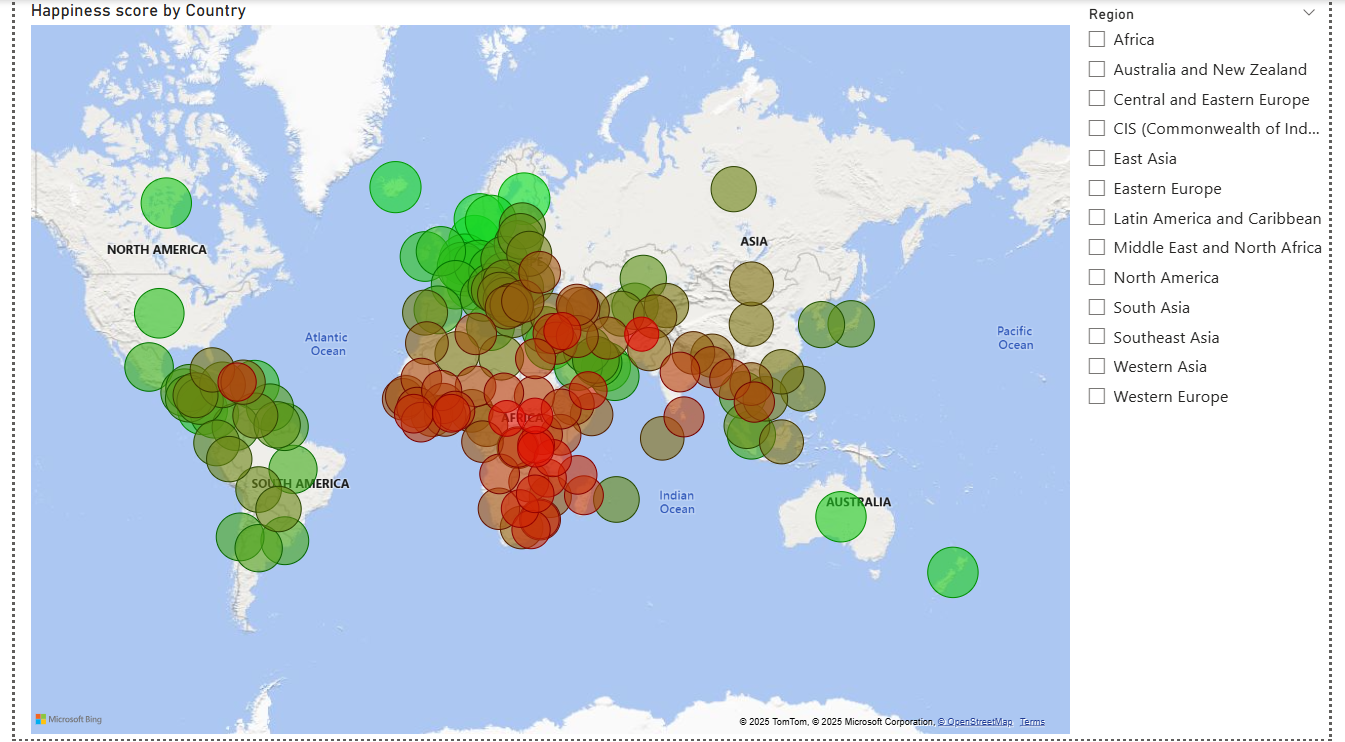 Happiness score by Country
NORTH AMERICA
ASIA
Atlantic
Ocean
Pacific
Ocean
AFRICA
SOUTH AMERICA
Indian
Ocean
AUSTRALIA
Microsoft Bing
© 2025 TomTom, © 2025 Microsoft Corporation, © OpenStreetMap Terms
Region
Africa
Australia and New Zealand
Central and Eastern Europe
CIS (Commonwealth of Ind...
East Asia
Eastern Europe
Latin America and Caribbean
Middle East and North Africa
North America
South Asia
Southeast Asia
Western Asia
Western Europe